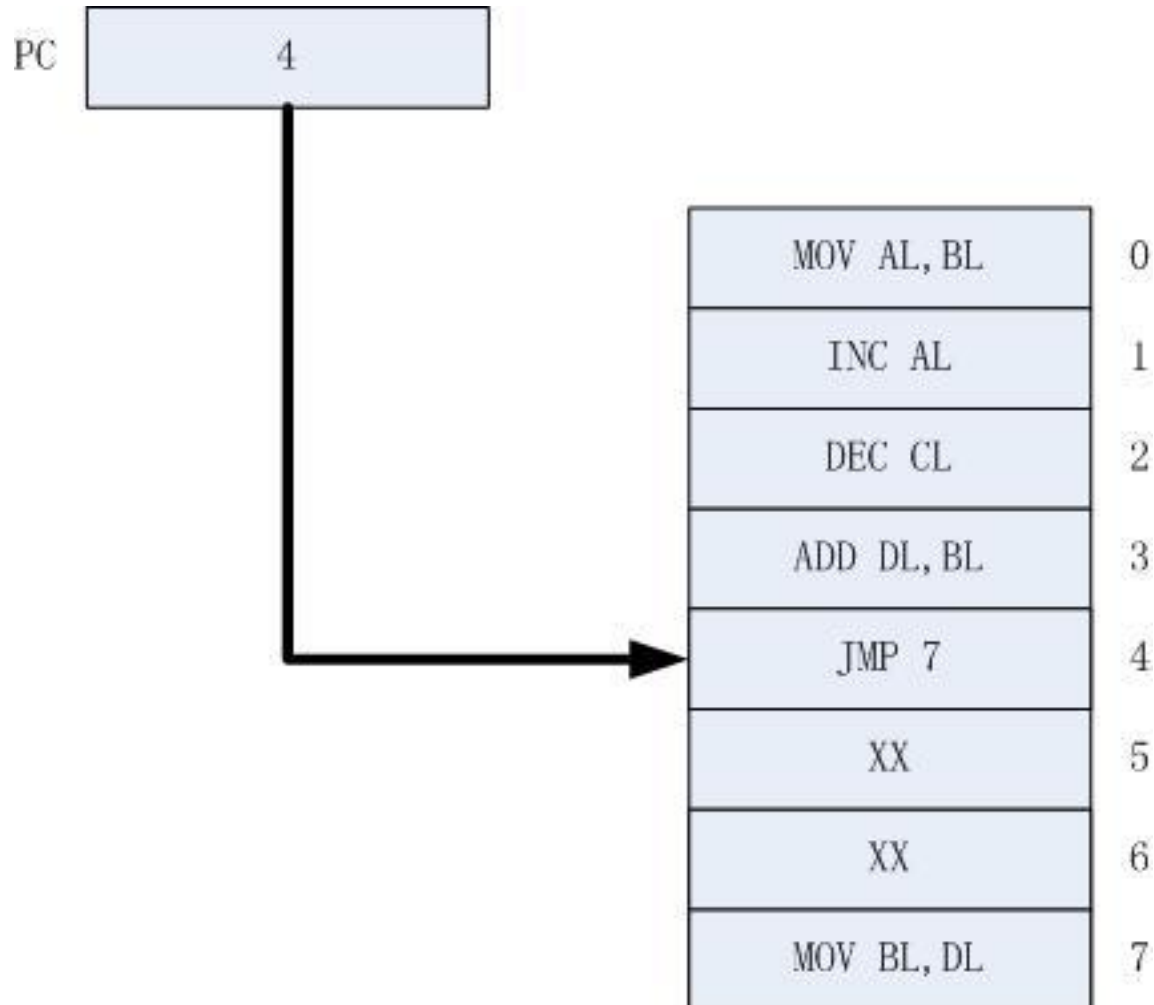 PC 4
MOV AL,BL 0
INC AL 1
DEC CL 2
ADD DL,BL 3
JMP 7 4
XX 5
XX 6
MOV BL,DL 7